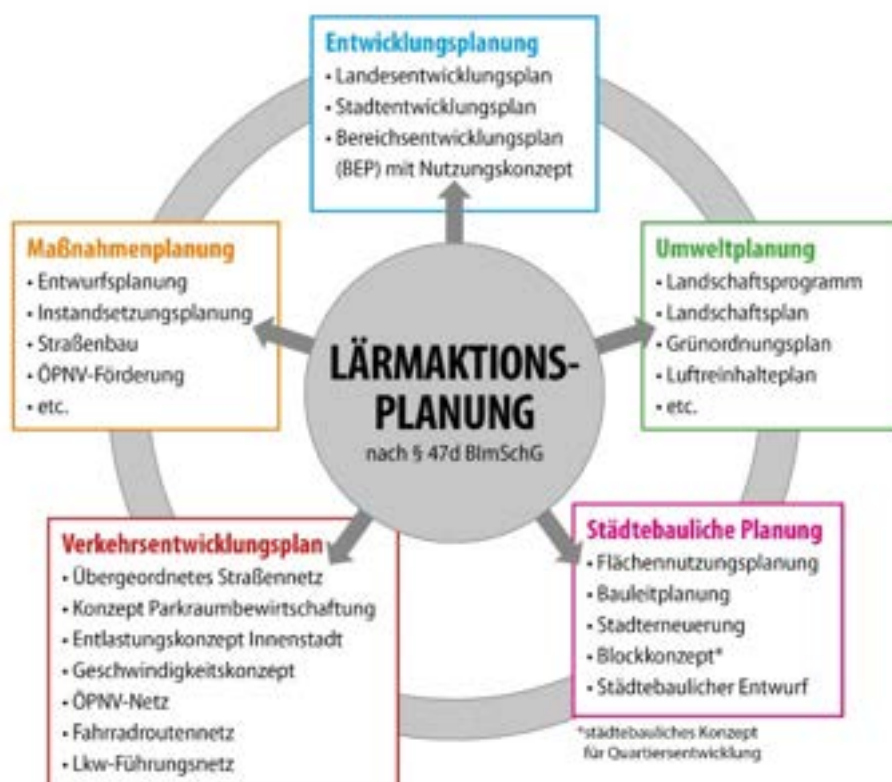 Entwicklungsplanung
• Landesentwicklungsplan
• Stadtentwicklungsplan
• Bereichsentwicklungsplan
(BEP) mit Nutzungskonzept
Maßnahmenplanung
• Entwurfsplanung
• Instandsetzungsplanung
• Straßenbau
• ÖPNV-Förderung
• etc.
Umweltplanung
• Landschaftsprogramm
• Landschaftsplan
• Grünordnungsplan
• Luftreinhalteplan
• etc.
LÄRMAKTIONS-
PLANUNG
nach § 47d BImSchG
Verkehrsentwicklungsplan
• Übergeordnetes Straßennetz
• Konzept Parkraumbewirtschaftung
• Entlastungskonzept Innenstadt
• Geschwindigkeitskonzept
• ÖPNV-Netz
• Fahrradroutennetz
• Lkw-Führungsnetz
Städtebauliche Planung
• Flächennutzungsplanung
• Bauleitplanung
• Stadterneuerung
• Blockkonzept*
• Städtebaulicher Entwurf
*städtebauliches Konzept
für Quartiersentwicklung